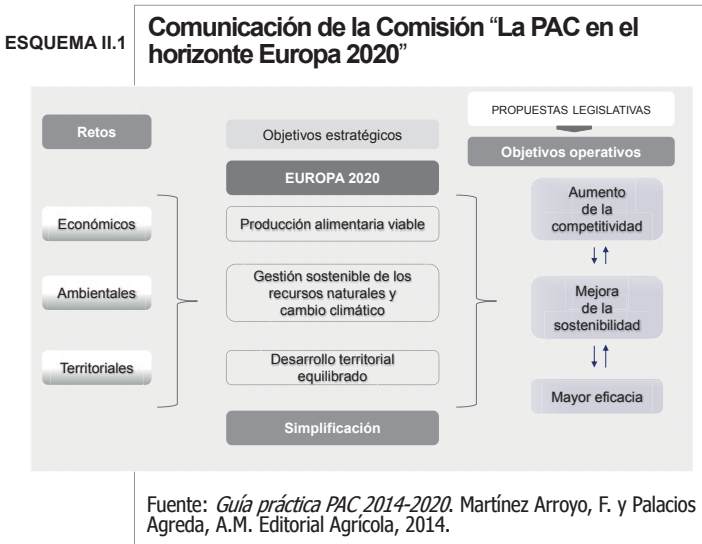 ESQUEMA II.1
Comunicación de la Comisión “La PAC en el
horizonte Europa 2020”
Retos
Económicos
Ambientales
Territoriales
Objetivos estratégicos
EUROPA 2020
Producción alimentaria viable
Gestión sostenible de los
recursos naturales y
cambio climático
Desarrollo territorial
equilibrado
Simplificación
PROPUESTAS LEGISLATIVAS
Objetivos operativos
Aumento
de la
competitividad
Mejora
de la
sostenibilidad
Mayor eficacia
Fuente: Guía práctica PAC 2014-2020. Martínez Arroyo, F. y Palacios
Agreda, A.M. Editorial Agrícola, 2014.